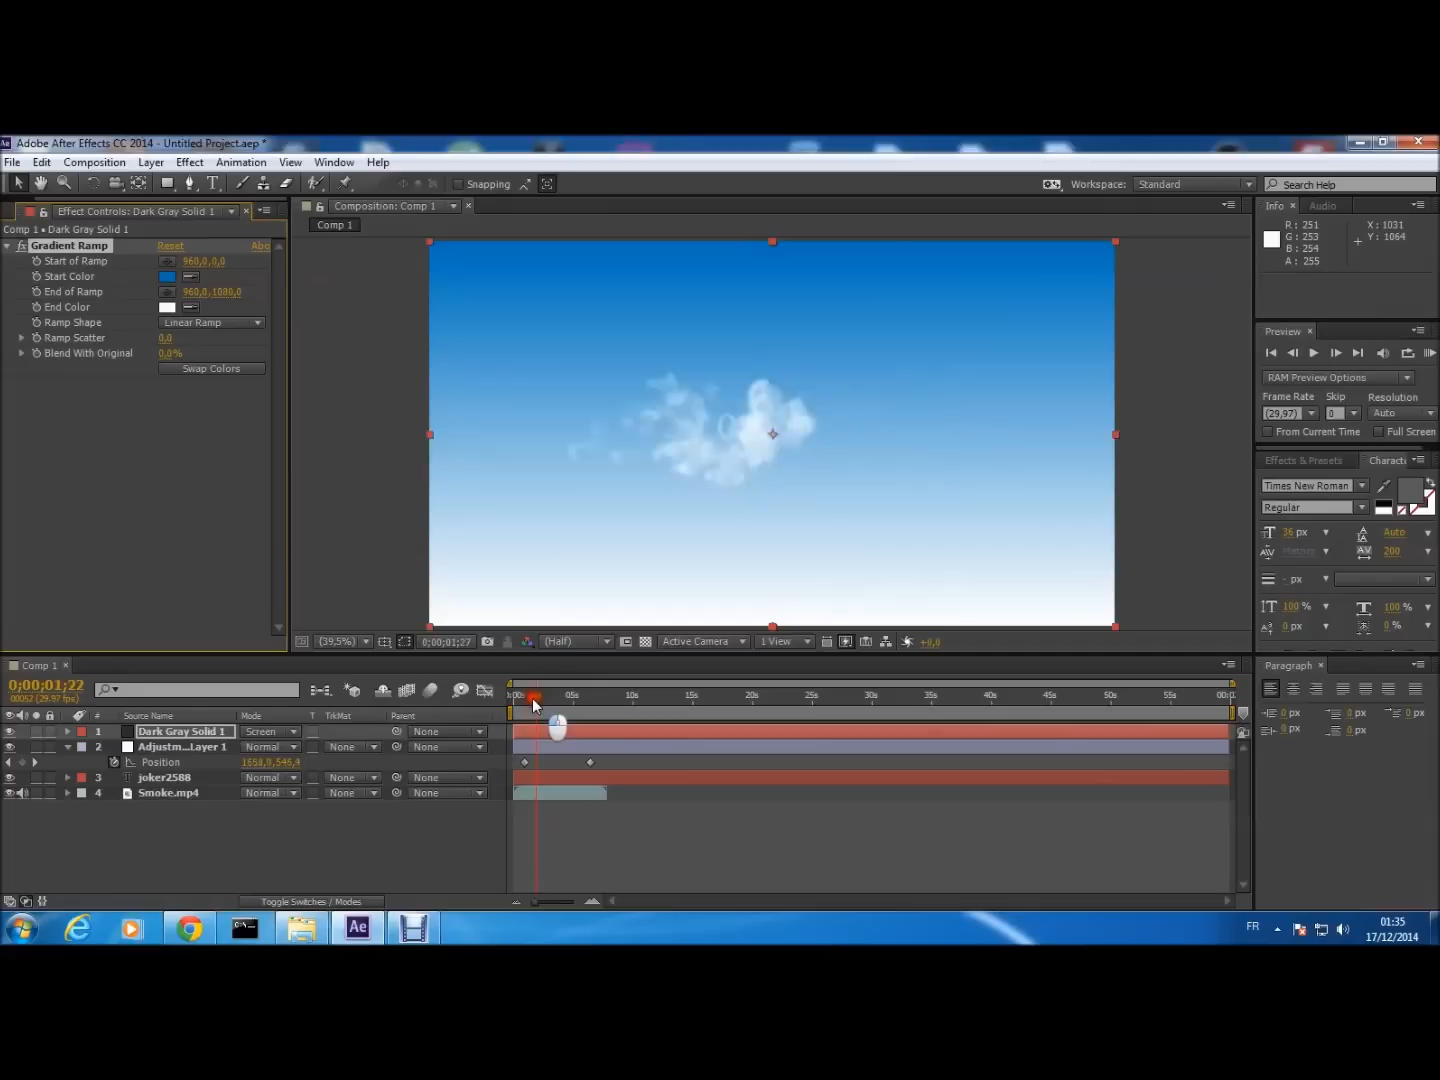 Adobe After Effects CC 2014 - Untitled Project.aep *
File Edit Composition Layer Effect Animation View Window Help
Snapping
Workspace: Standard
Search Help
Effect Controls: Dark Gray Solid 1
Comp 1 • Dark Gray Solid 1
fx Gradient Ramp Reset Abo
Start of Ramp 960,0,0,0
Start Color
End of Ramp 960,0,1080,0
End Color
Ramp Shape Linear Ramp
Ramp Scatter 0,0
Blend With Original 0,0%
Swap Colors
Composition: Comp 1
Comp 1
(39,5%) 0;00;01;27 (Half) Active Camera 1 View +0,0
Info Audio
R: 251 X: 1031
G: 253 Y: 1064
B: 254
A: 255
Preview
RAM Preview Options
Frame Rate Skip Resolution
(29,97) 0 Auto
From Current Time Full Screen
Effects & Presets Charact
Times New Roman
Regular
36 px Auto
Metrics 200
- px
100 % 100 %
0 px 0 %
Comp 1
0;00;01;22
00052 (29.97 fps)
:00s 05s 10s 15s 20s 25s 30s 35s 40s 45s 50s 55s 00:
# Source Name Mode T TrkMat Parent
1 Dark Gray Solid 1 Screen None
2 Adjustm...Layer 1 Normal None None
Position 1658,0,546,4
3 T joker2588 Normal None None
4 Smoke.mp4 Normal None None
Toggle Switches / Modes
Paragraph
0 px 0 px 0 px
0 px 0 px
C:\_
Ae
FR
01:35
17/12/2014